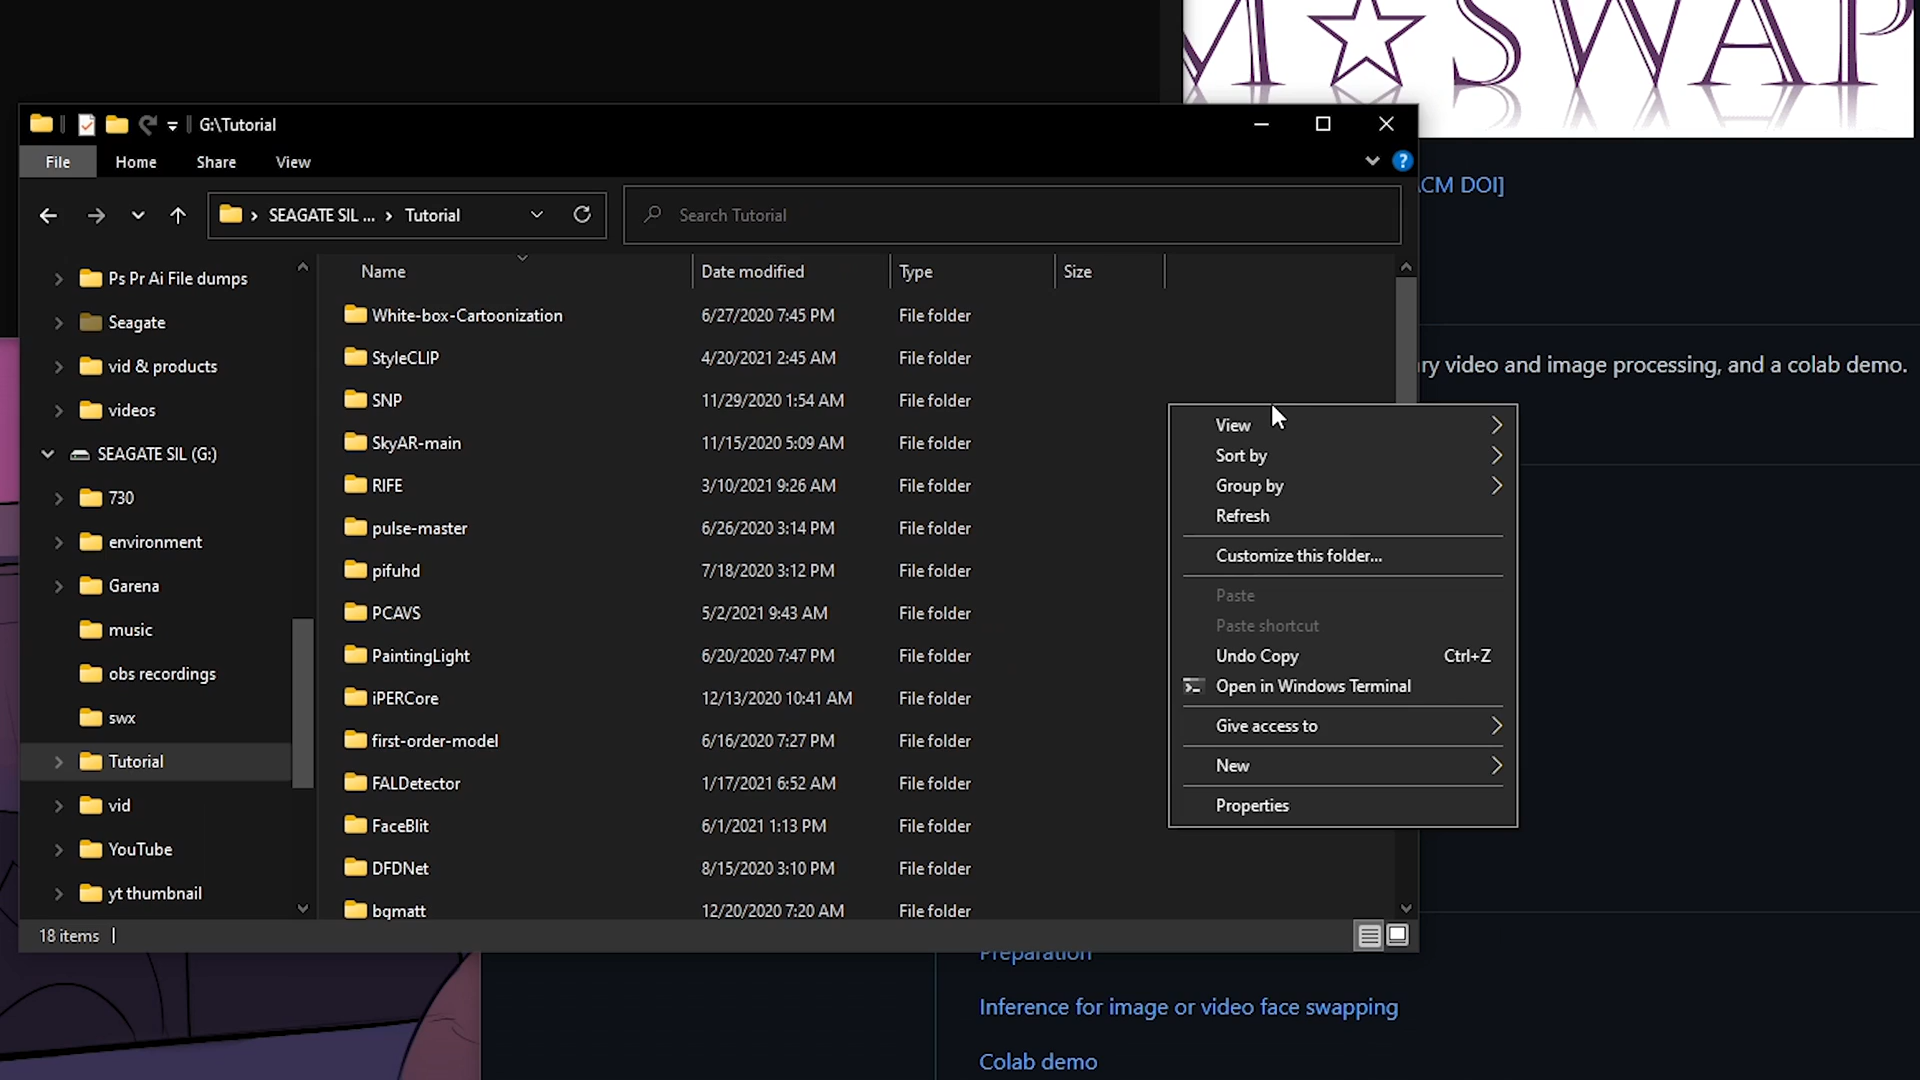 M☆SWAP
G:\Tutorial
File Home Share View
SEAGATE SIL ... > Tutorial
Search Tutorial
CM DOI]
ry video and image processing, and a colab demo.
Ps Pr Ai File dumps
Seagate
vid & products
videos
SEAGATE SIL (G:)
730
environment
Garena
music
obs recordings
swx
Tutorial
vid
YouTube
yt thumbnail
Name Date modified Type Size
White-box-Cartoonization 6/27/2020 7:45 PM File folder
StyleCLIP 4/20/2021 2:45 AM File folder
SNP 11/29/2020 1:54 AM File folder
SkyAR-main 11/15/2020 5:09 AM File folder
RIFE 3/10/2021 9:26 AM File folder
pulse-master 6/26/2020 3:14 PM File folder
pifuhd 7/18/2020 3:12 PM File folder
PCAVS 5/2/2021 9:43 AM File folder
PaintingLight 6/20/2020 7:47 PM File folder
iPERCore 12/13/2020 10:41 AM File folder
first-order-model 6/16/2020 7:27 PM File folder
FALDetector 1/17/2021 6:52 AM File folder
FaceBlit 6/1/2021 1:13 PM File folder
DFDNet 8/15/2020 3:10 PM File folder
bgmatt 12/20/2020 7:20 AM File folder
View
Sort by
Group by
Refresh
Customize this folder...
Paste
Paste shortcut
Undo Copy Ctrl+Z
Open in Windows Terminal
Give access to
New
Properties
18 items
Preparation
Inference for image or video face swapping
Colab demo